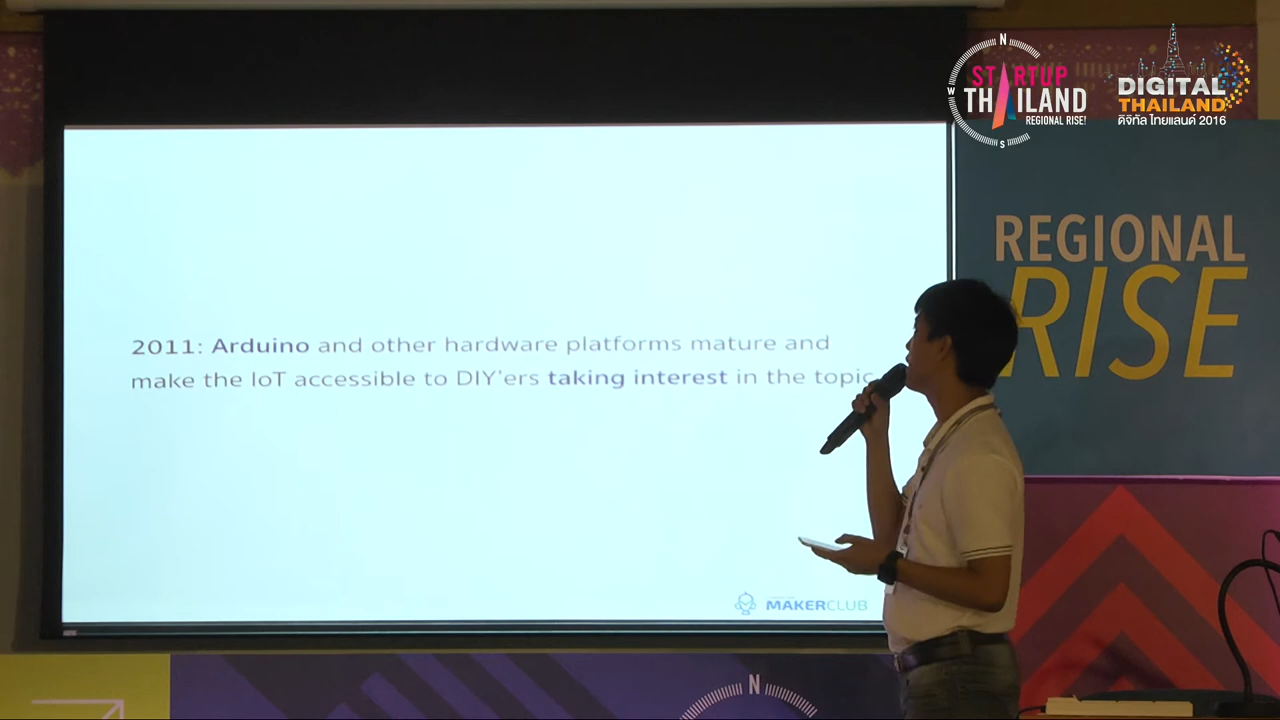 N
W
STARTUP
THAILAND
REGIONAL RISE!
S
DIGITAL
THAILAND
ดิจิทัล ไทยแลนด์ 2016
REGIONAL
RISE
2011: Arduino and other hardware platforms mature and
make the IoT accessible to DIY'ers taking interest in the topic
MAKERCLUB
N